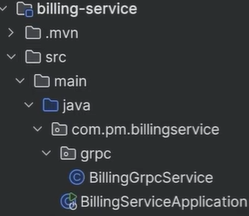 billing-service
.mvn
src
main
java
com.pm.billingservice
grpc
BillingGrpcService
BillingServiceApplication